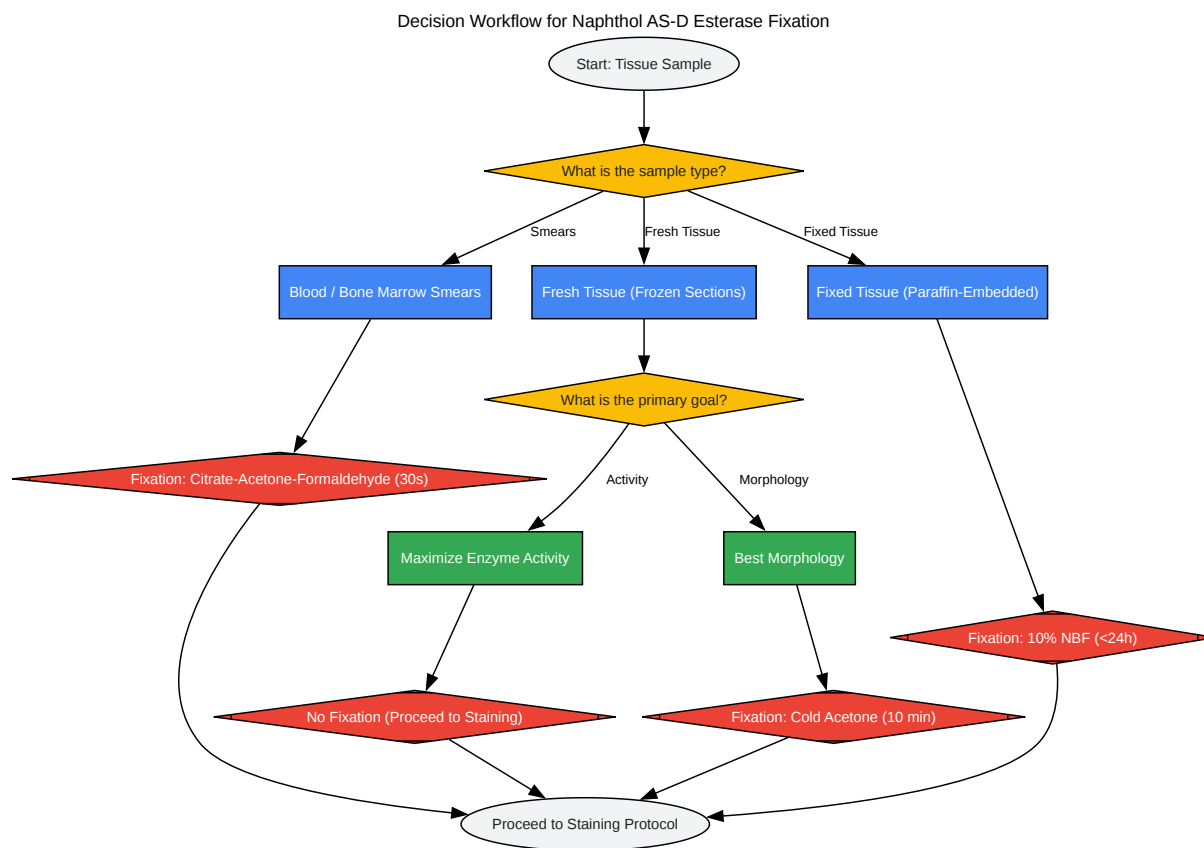 Decision Workflow for Naphthol AS-D Esterase Fixation
Start: Tissue Sample
What is the sample type?
Smears
Fresh Tissue
Fixed Tissue
Blood / Bone Marrow Smears
Fresh Tissue (Frozen Sections)
Fixed Tissue (Paraffin-Embedded)
What is the primary goal?
Fixation: Citrate-Acetone-Formaldehyde (30s)
Activity
Morphology
Maximize Enzyme Activity
Best Morphology
Fixation: 10% NBF (<24h)
No Fixation (Proceed to Staining)
Fixation: Cold Acetone (10 min)
Proceed to Staining Protocol